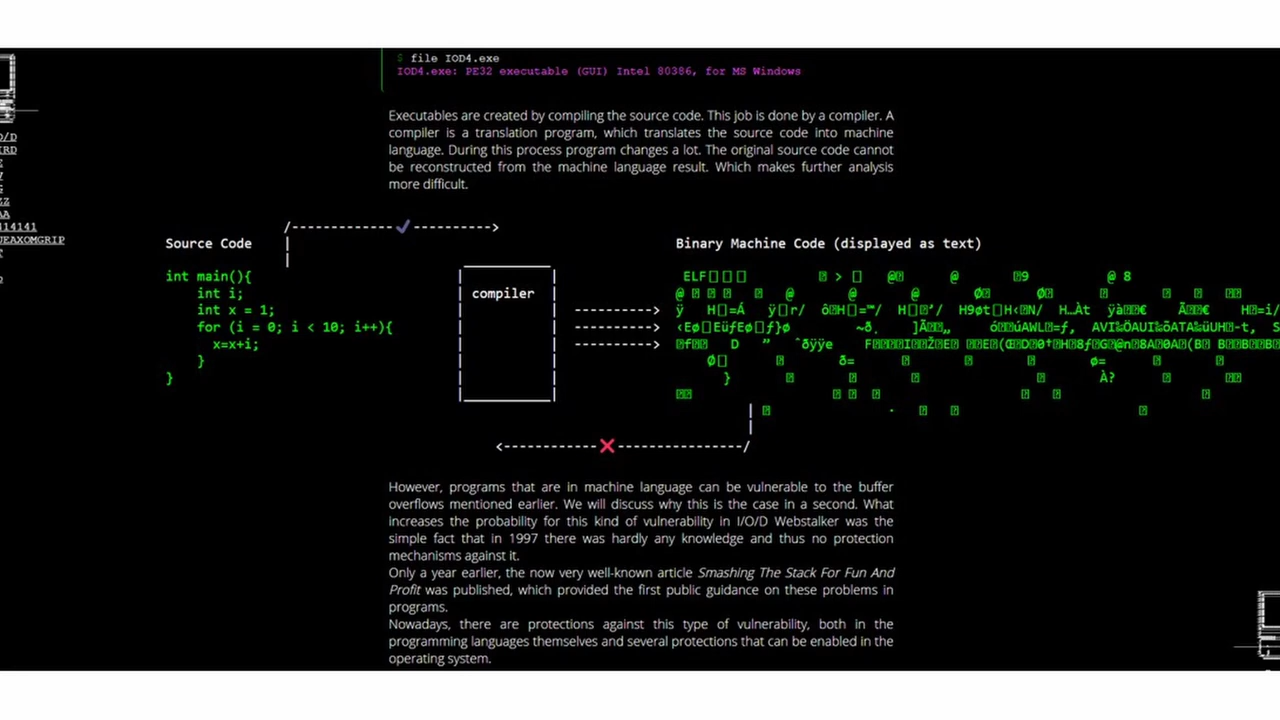 $ file IOD4.exe
IOD4.exe: PE32 executable (GUI) Intel 80386, for MS Windows
Executables are created by compiling the source code. This job is done by a compiler. A
compiler is a translation program, which translates the source code into machine
language. During this process program changes a lot. The original source code cannot
be reconstructed from the machine language result. Which makes further analysis
more difficult.
O/D
IRD
ZZ
AA
N14141
UEAXOMGRIP
Source Code
int main(){
int i;
int x = 1;
for (i = 0; i < 10; i++){
x=x+i;
}
}
compiler
Binary Machine Code (displayed as text)
ELF
However, programs that are in machine language can be vulnerable to the buffer
overflows mentioned earlier. We will discuss why this is the case in a second. What
increases the probability for this kind of vulnerability in I/O/D Webstalker was the
simple fact that in 1997 there was hardly any knowledge and thus no protection
mechanisms against it.
Only a year earlier, the now very well-known article Smashing The Stack For Fun And
Profit was published, which provided the first public guidance on these problems in
programs.
Nowadays, there are protections against this type of vulnerability, both in the
programming languages themselves and several protections that can be enabled in the
operating system.